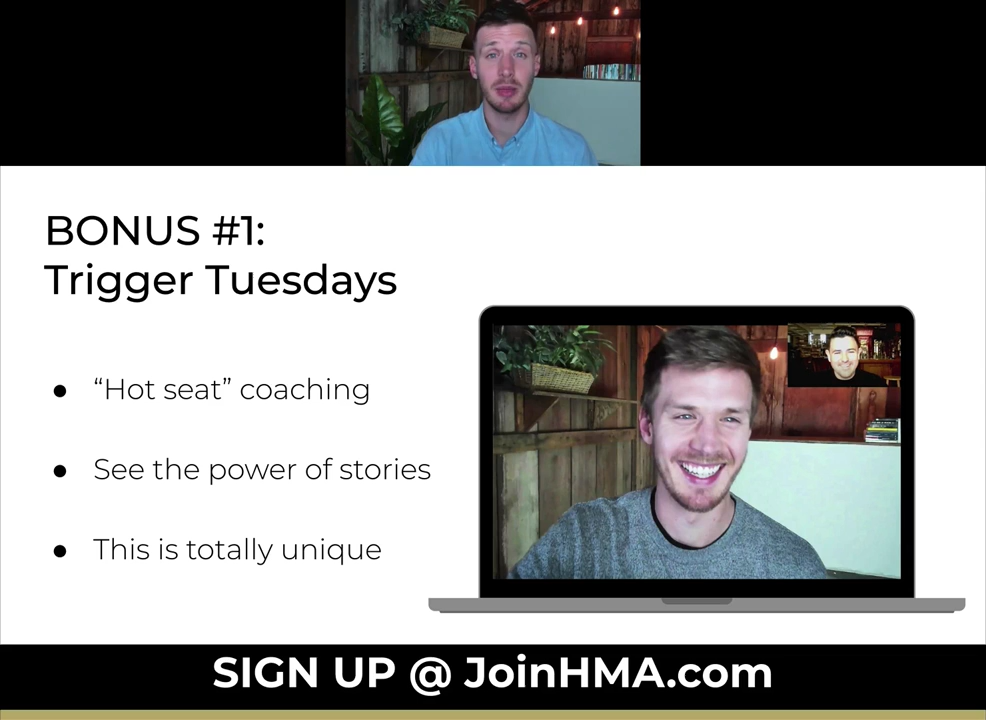 BONUS #1:
Trigger Tuesdays
● “Hot seat” coaching
● See the power of stories
● This is totally unique
SIGN UP @ JoinHMA.com